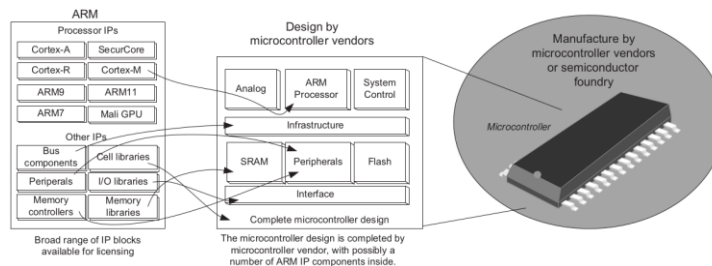 ARM
Processor IPs
Cortex-A
SecurCore
Cortex-R
Cortex-M
ARM9
ARM11
ARM7
Mali GPU
Other IPs
Bus
components
Cell libraries
Periperals
I/O libraries
Memory
controllers
Memory
libraries
Broad range of IP blocks
available for licensing
Design by
microcontroller vendors
Analog
ARM
Processor
System
Control
Infrastructure
SRAM
Peripherals
Flash
Interface
Complete microcontroller design
The microcontroller design is completed by
microcontroller vendor, with possibly a
number of ARM IP components inside.
Manufacture by
microcontroller vendors
or semiconductor
foundry
Microcontroller